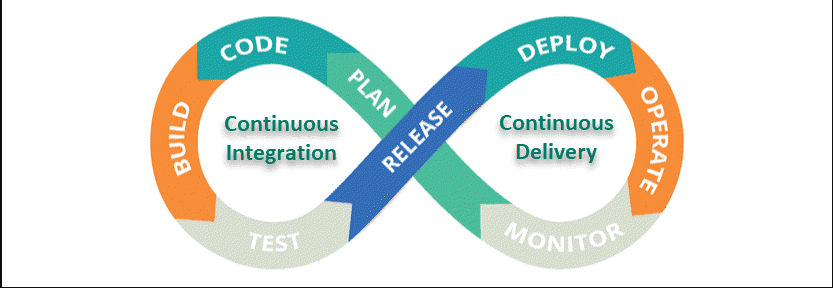 CODE
DEPLOY
PLAN
BUILD
Continuous
Integration
RELEASE
Continuous
Delivery
OPERATE
TEST
MONITOR